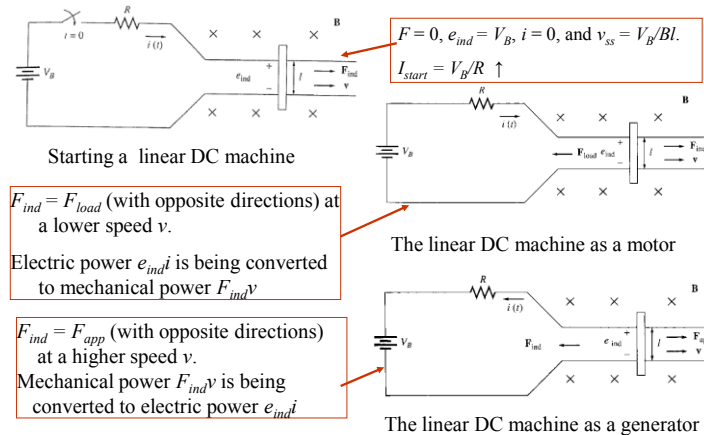 B
R
t=0
i(t)
V_B
e_ind
+
−
l
F_ind
v
Starting a linear DC machine
F = 0, e_ind = V_B, i = 0, and v_ss = V_B/Bl.
I_start = V_B/R ↑
B
R
i(t)
V_B
F_load
e_ind
+
−
l
F_in
v
The linear DC machine as a motor
F_ind = F_load (with opposite directions) at
a lower speed v.
Electric power e_ind i is being converted
to mechanical power F_ind v
B
R
i(t)
V_B
F_ind
e_ind
+
−
l
F_ap
v
The linear DC machine as a generator
F_ind = F_app (with opposite directions)
at a higher speed v.
Mechanical power F_ind v is being
converted to electric power e_ind i